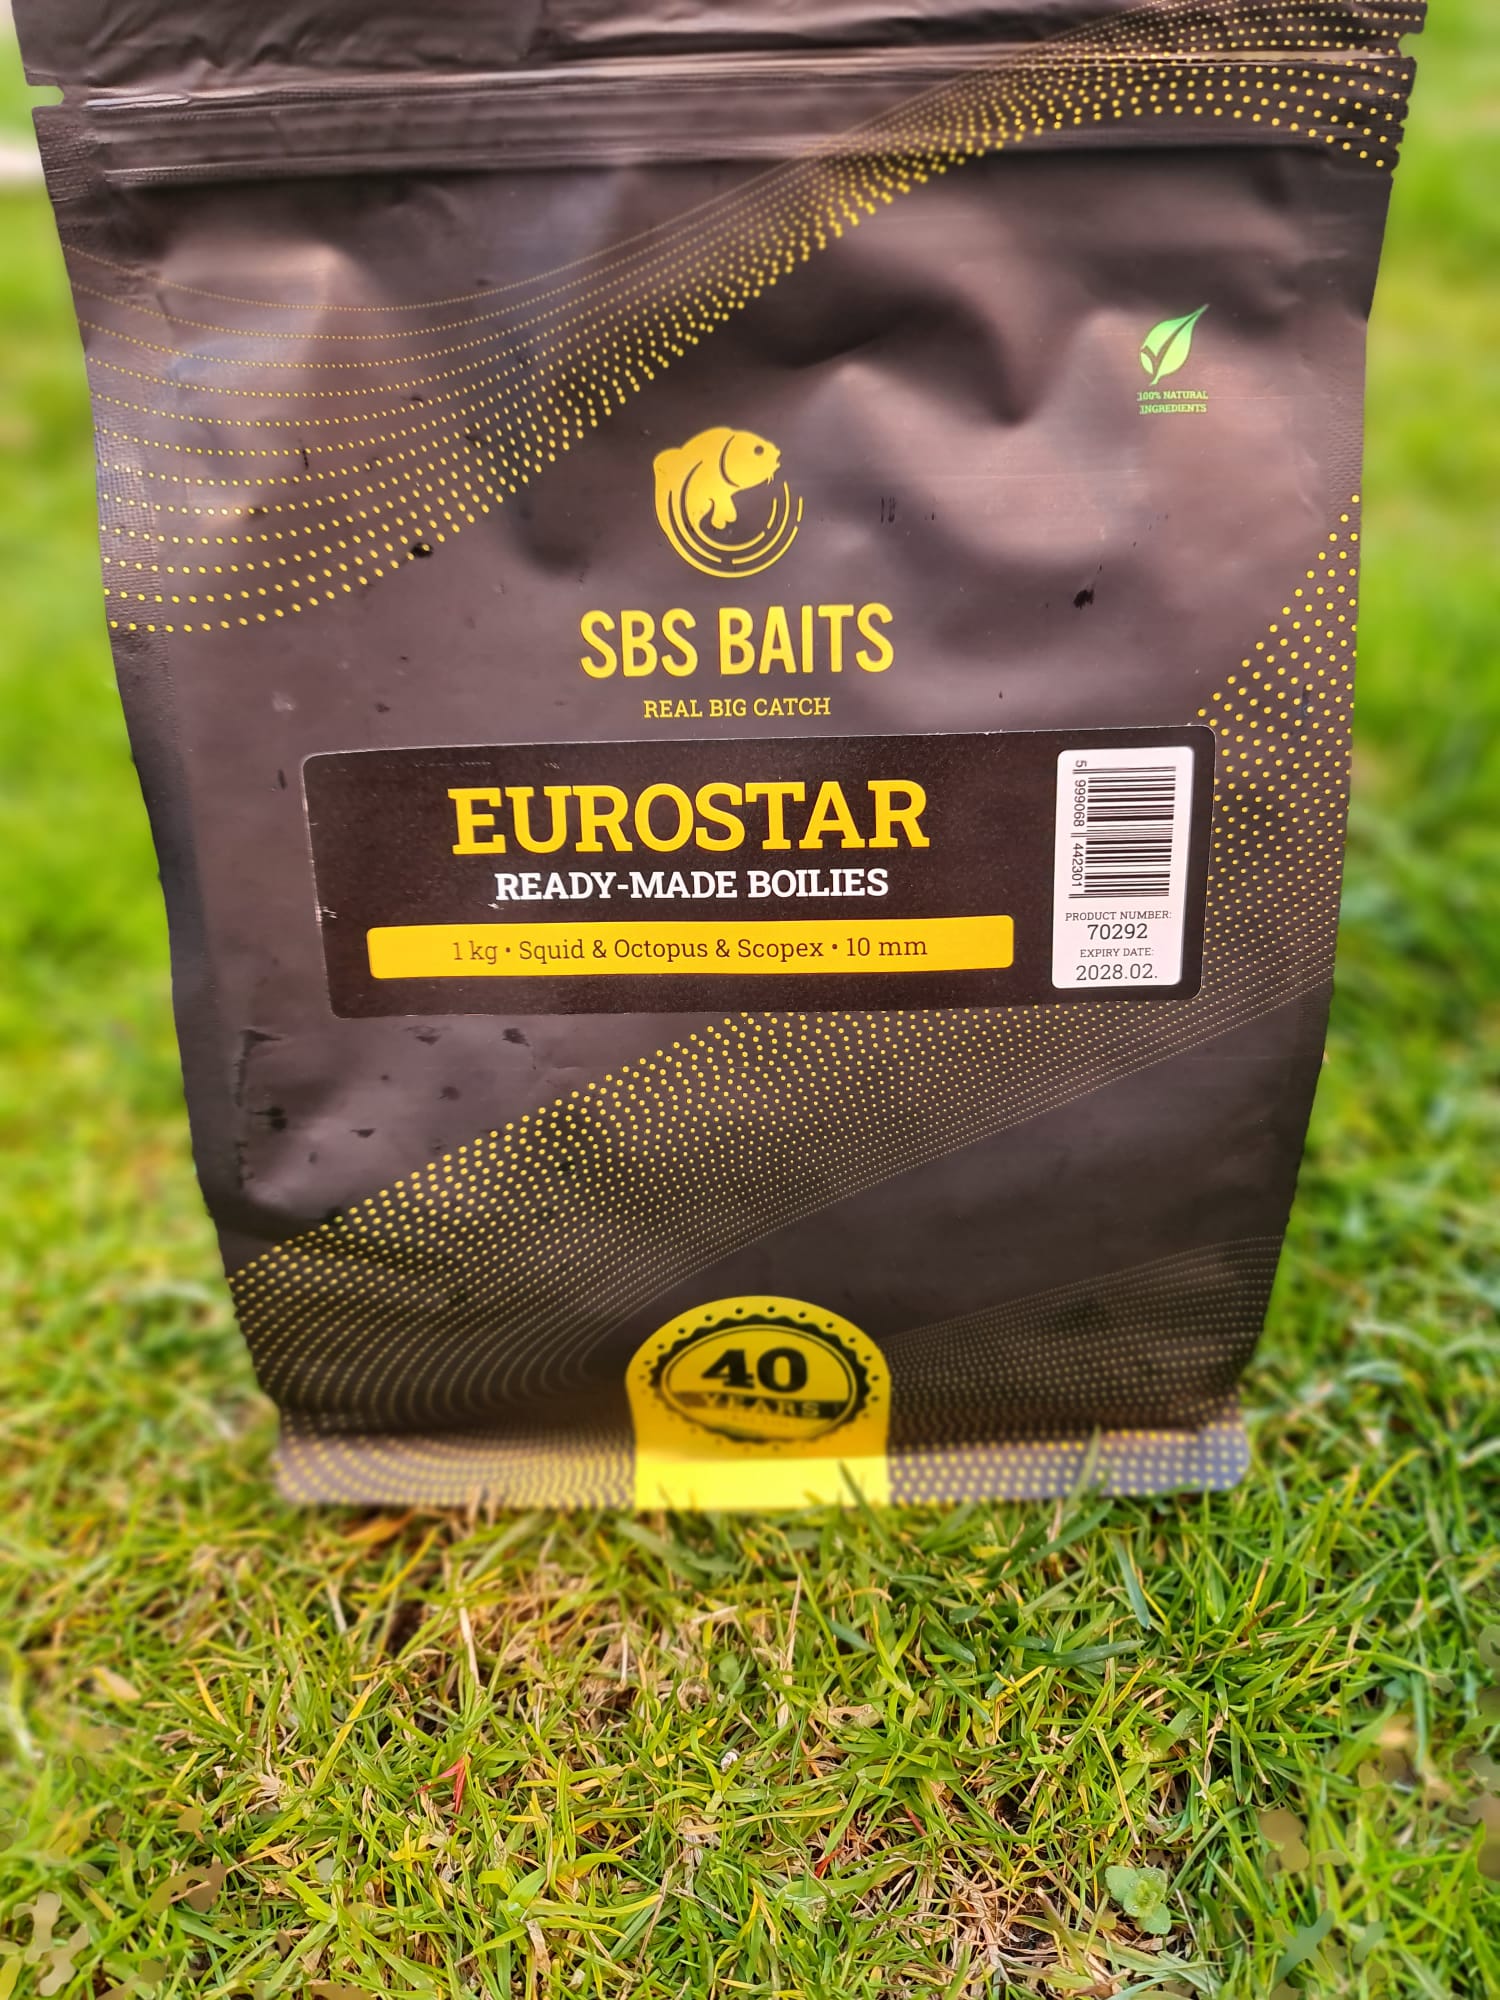 100% NATURAL
INGREDIENTS
SBS BAITS
REAL BIG CATCH
EUROSTAR
READY-MADE BOILIES
1 kg • Squid & Octopus & Scopex • 10 mm
5 999068 442301
PRODUCT NUMBER:
70292
EXPIRY DATE:
2028.02.
40
YEARS